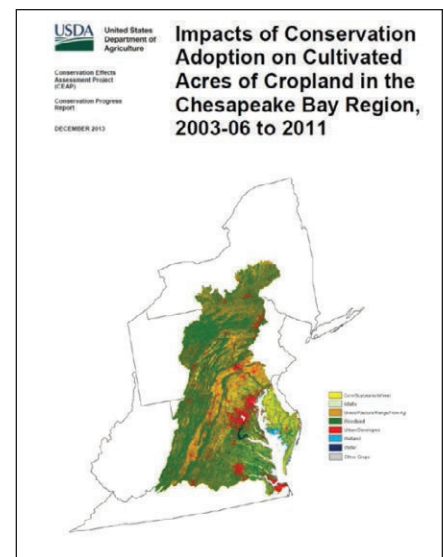 USDA
United States
Department of
Agriculture
Conservation Effects
Assessment Project
(CEAP)
Conservation Progress
Report
DECEMBER 2013
Impacts of Conservation
Adoption on Cultivated
Acres of Cropland in the
Chesapeake Bay Region,
2003-06 to 2011
Woodland
Urban/Developed
Wetland
Water
Other Crops